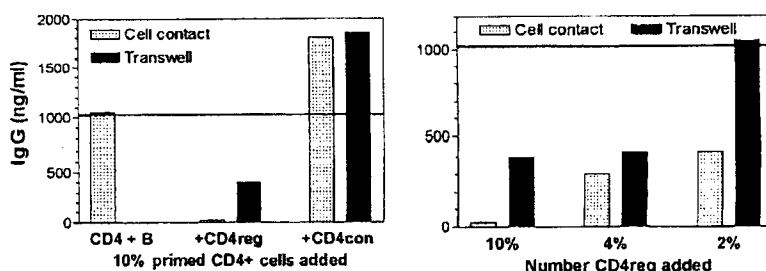 2000
1500
1000
500
0
IgG (ng/ml)
Cell contact
Transwell
CD4 + B
+CD4reg
+CD4con
10% primed CD4+ cells added
1000
500
0
Cell contact
Transwell
10%
4%
2%
Number CD4reg added